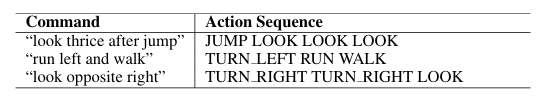 Command Action Sequence
“look thrice after jump” JUMP LOOK LOOK LOOK
“run left and walk” TURN_LEFT RUN WALK
“look opposite right” TURN_RIGHT TURN_RIGHT LOOK